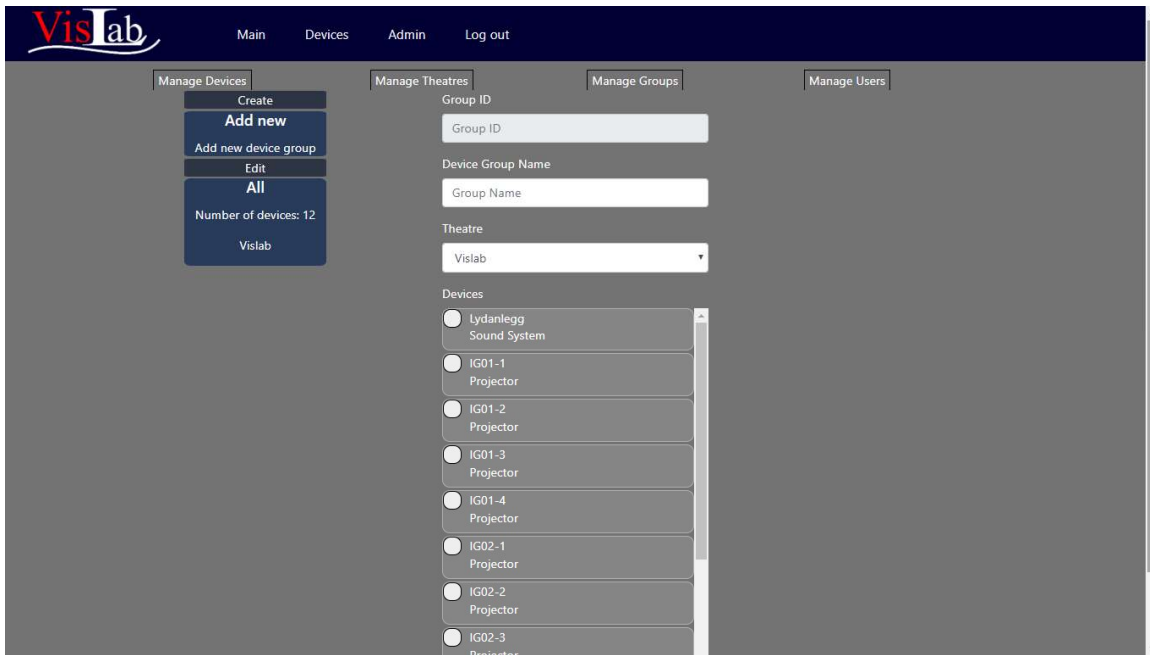 VisLab
Main Devices Admin Log out
Manage Devices Manage Theatres Manage Groups Manage Users
Create
Add new
Add new device group
Edit
All
Number of devices: 12
Vislab
Group ID
Group ID
Device Group Name
Group Name
Theatre
Vislab
Devices
Lydanlegg
Sound System
IG01-1
Projector
IG01-2
Projector
IG01-3
Projector
IG01-4
Projector
IG02-1
Projector
IG02-2
Projector
IG02-3
Projector